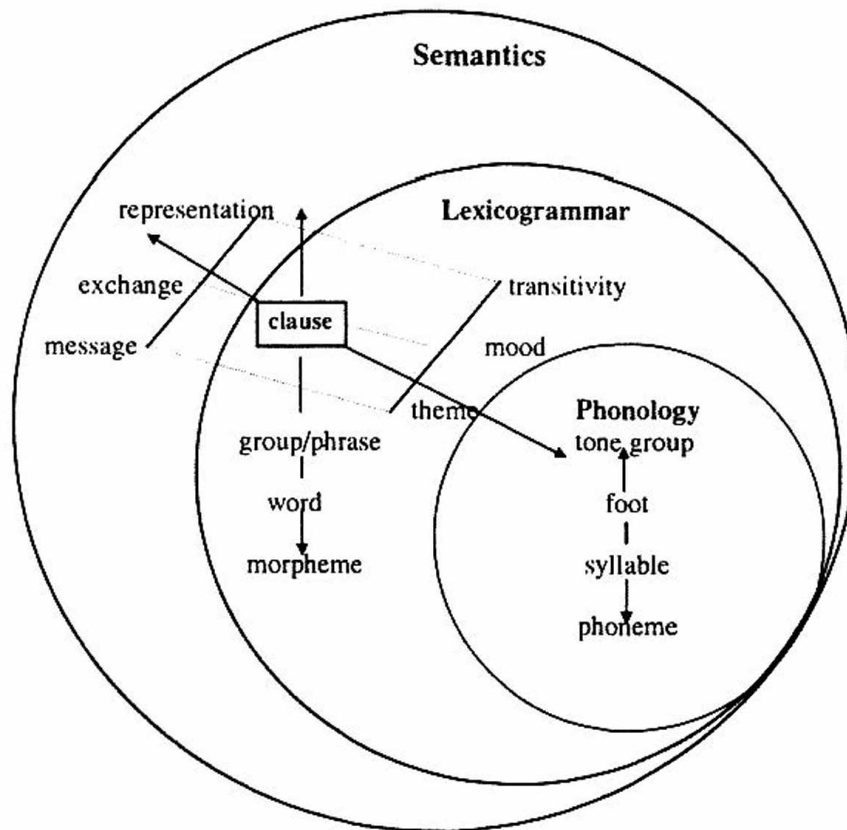 Semantics
representation
Lexicogrammar
exchange
transitivity
clause
message
mood
theme
Phonology
group/phrase
tone group
word
foot
morpheme
syllable
phoneme